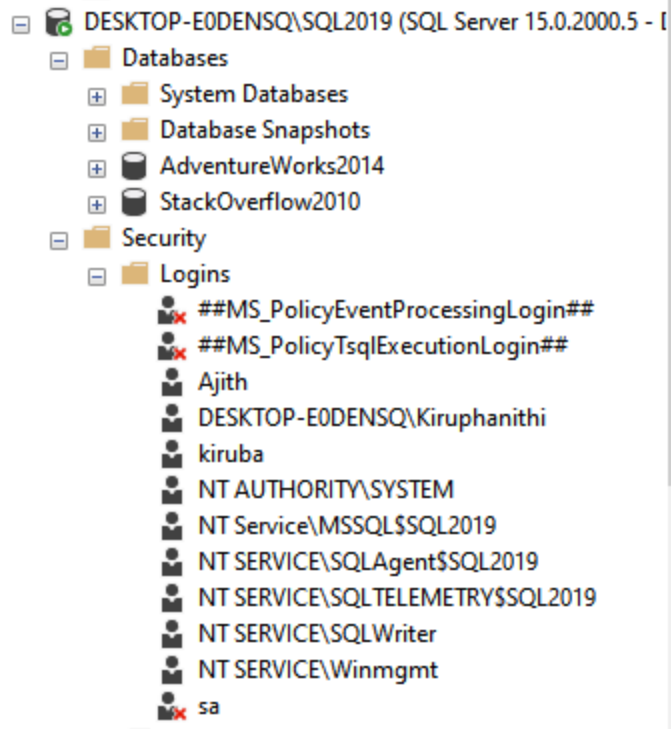 DESKTOP-E0DENSQ\SQL2019 (SQL Server 15.0.2000.5 -
Databases
System Databases
Database Snapshots
AdventureWorks2014
StackOverflow2010
Security
Logins
##MS_PolicyEventProcessingLogin##
##MS_PolicyTsqlExecutionLogin##
Ajith
DESKTOP-E0DENSQ\Kiruphanithi
kiruba
NT AUTHORITY\SYSTEM
NT Service\MSSQL$SQL2019
NT SERVICE\SQLAgent$SQL2019
NT SERVICE\SQLTELEMETRY$SQL2019
NT SERVICE\SQLWriter
NT SERVICE\Winmgmt
sa